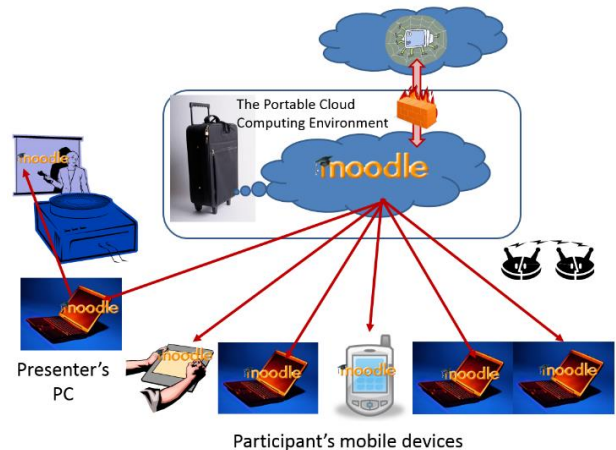 The Portable Cloud
Computing Environment
moodle
moodle
moodle
moodle
moodle
moodle
moodle
moodle
Presenter's
PC
Participant's mobile devices